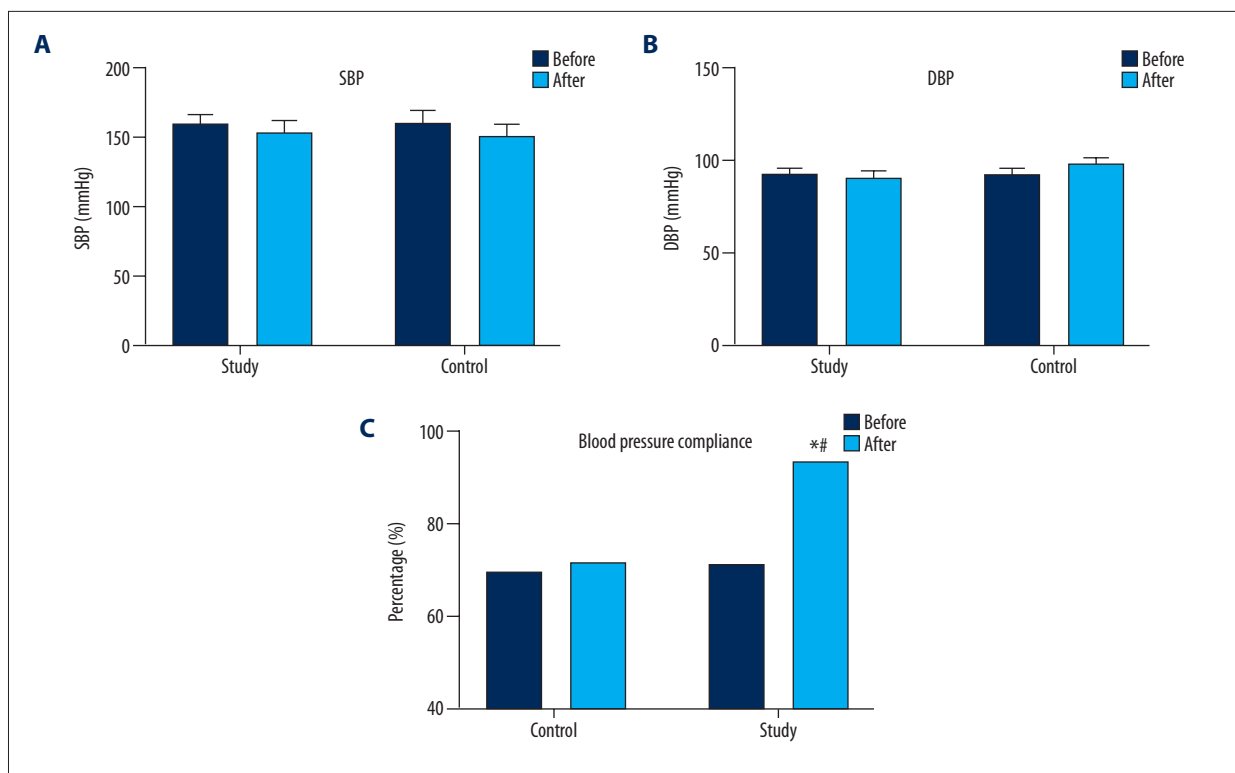 A
SBP
Before
After
200
150
100
50
0
SBP (mmHg)
Study
Control
B
DBP
Before
After
150
100
50
0
DBP (mmHg)
Study
Control
C
Blood pressure compliance
Before
After
*#
100
80
60
40
Percentage (%)
Control
Study